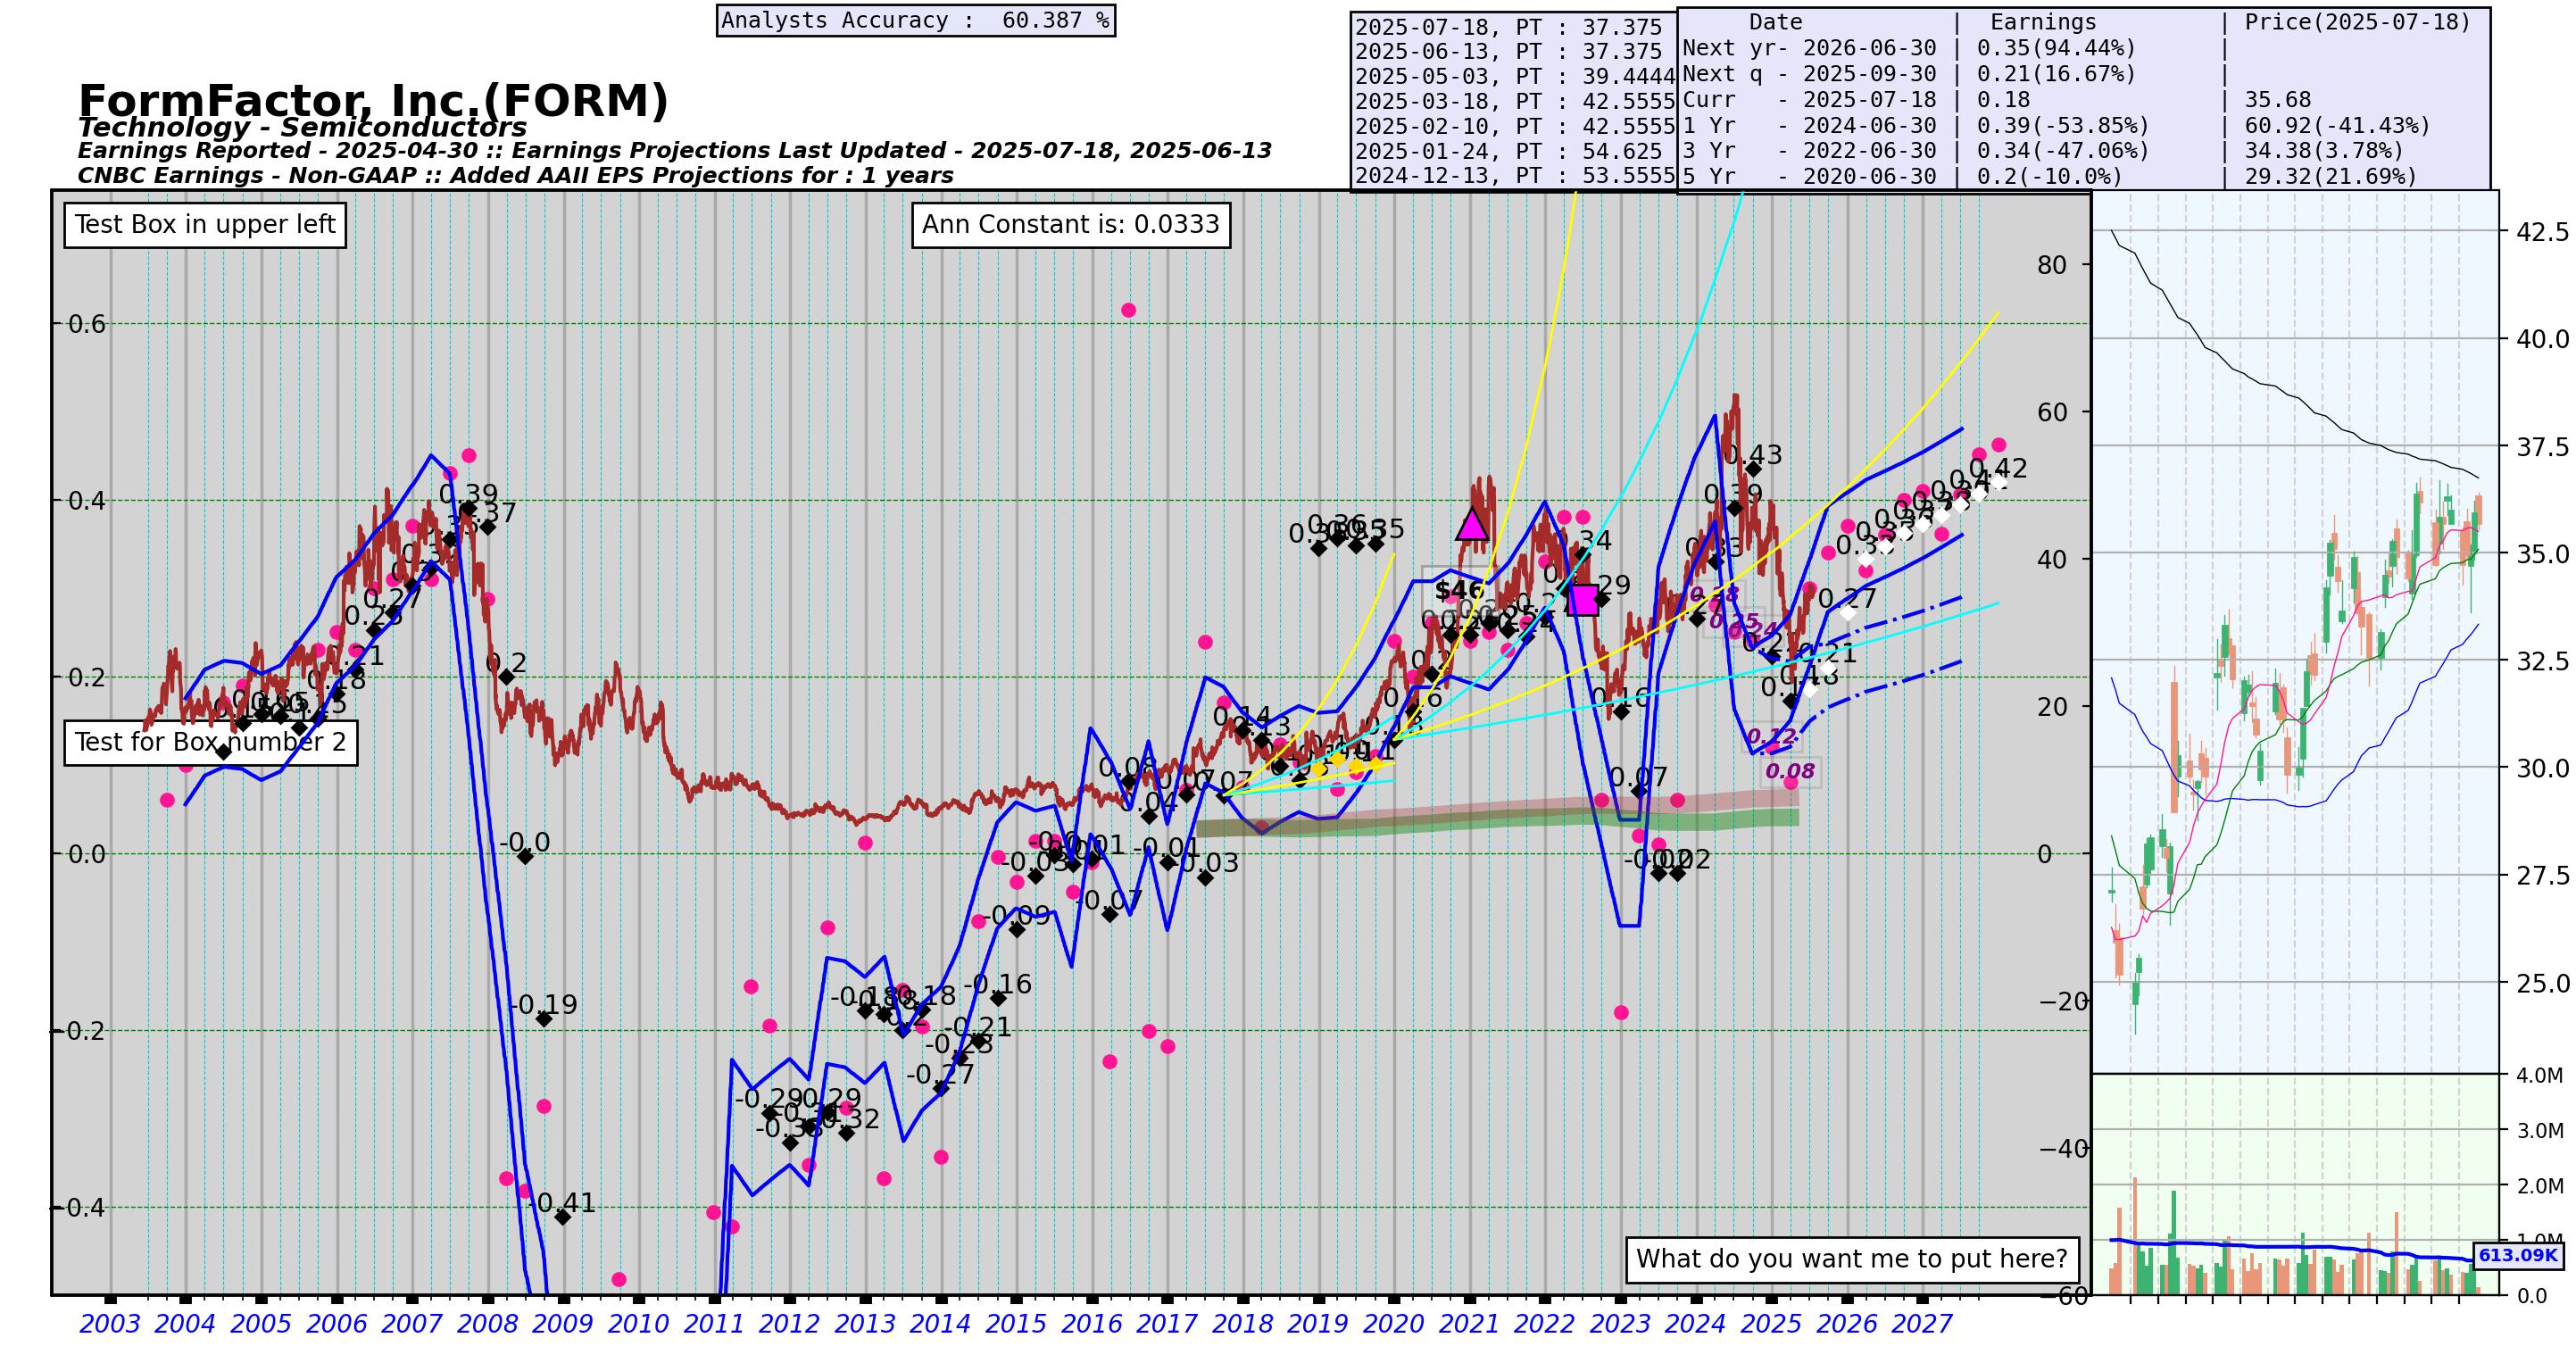 Analysts Accuracy :  60.387 %
2025-07-18, PT : 37.375
2025-06-13, PT : 37.375
2025-05-03, PT : 39.4444
2025-03-18, PT : 42.5555
2025-02-10, PT : 42.5555
2025-01-24, PT : 54.625
2024-12-13, PT : 53.5555
Date | Earnings | Price(2025-07-18)
Next yr- 2026-06-30 | 0.35(94.44%) |
Next q - 2025-09-30 | 0.21(16.67%) |
Curr - 2025-07-18 | 0.18 | 35.68
1 Yr - 2024-06-30 | 0.39(-53.85%) | 60.92(-41.43%)
3 Yr - 2022-06-30 | 0.34(-47.06%) | 34.38(3.78%)
5 Yr - 2020-06-30 | 0.2(-10.0%) | 29.32(21.69%)
FormFactor, Inc.(FORM)
Technology - Semiconductors
Earnings Reported - 2025-04-30 :: Earnings Projections Last Updated - 2025-07-18, 2025-06-13
CNBC Earnings - Non-GAAP :: Added AAII EPS Projections for : 1 years
Test Box in upper left
Ann Constant is: 0.0333
Test for Box number 2
What do you want me to put here?
0.6
0.4
0.2
0.0
-0.2
-0.4
80
60
40
20
0
−20
−40
−60
42.5
40.0
37.5
35.0
32.5
30.0
27.5
25.0
4.0M
3.0M
2.0M
1.0M
0.0
613.09K
$46
0.39
0.2
-0.0
-0.19
-0.41
-0.09
-0.07
-0.16
-0.21
-0.27
0.08
0.04
-0.01
-0.03
0.14
0.16
0.07
0.43
0.39
0.33
0.27
0.21
0.42
0.12
0.08
2003 2004 2005 2006 2007 2008 2009 2010 2011 2012 2013 2014 2015 2016 2017 2018 2019 2020 2021 2022 2023 2024 2025 2026 2027